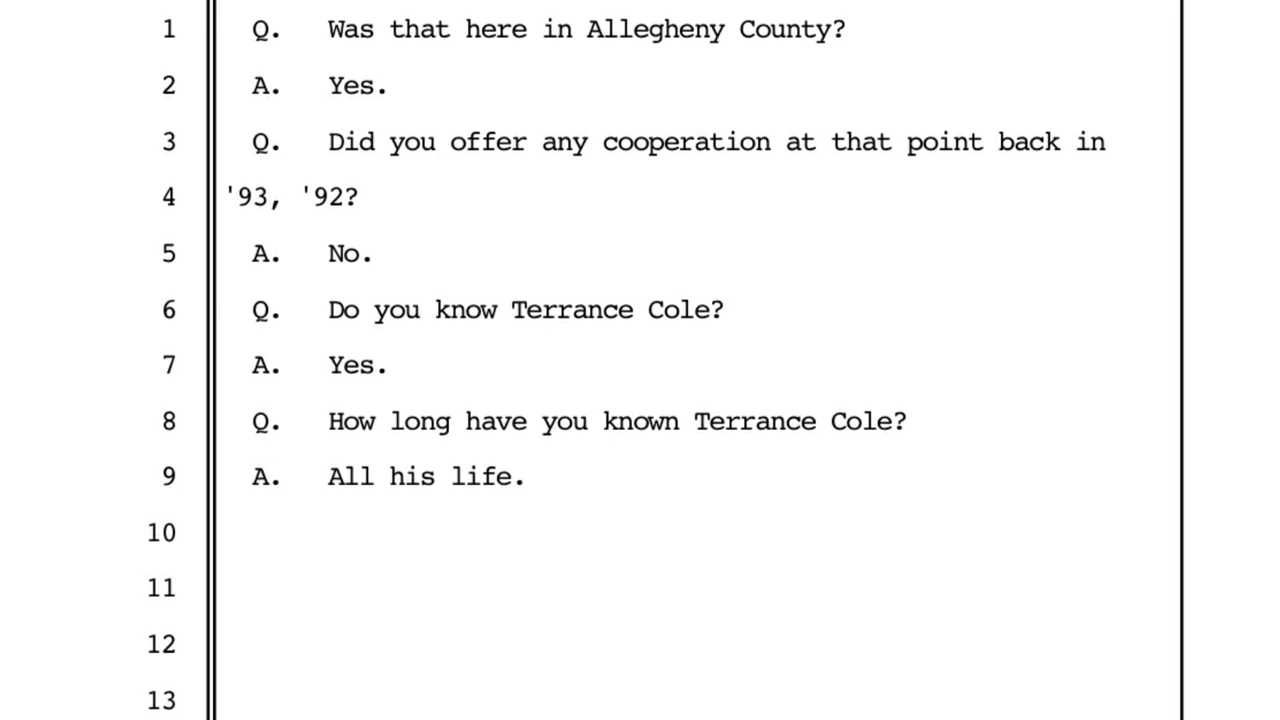 1 Q. Was that here in Allegheny County?
2 A. Yes.
3 Q. Did you offer any cooperation at that point back in
4 '93, '92?
5 A. No.
6 Q. Do you know Terrance Cole?
7 A. Yes.
8 Q. How long have you known Terrance Cole?
9 A. All his life.
10
11
12
13